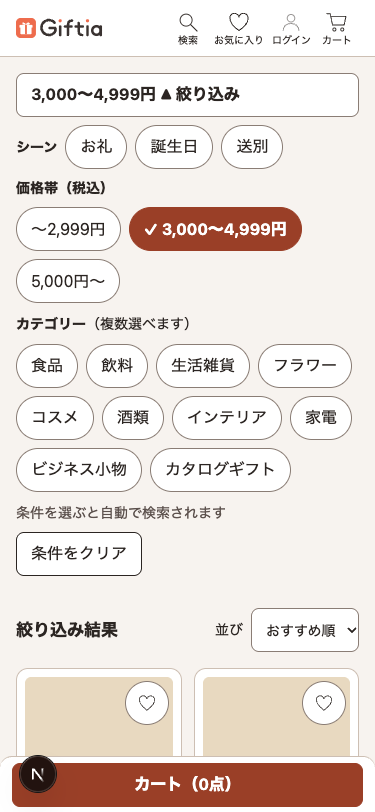 Giftia
検索 お気に入り ログイン カート
3,000〜4,999円 ▲ 絞り込み
シーン お礼 誕生日 送別
価格帯（税込）
〜2,999円 ✓ 3,000〜4,999円
5,000円〜
カテゴリー（複数選べます）
食品 飲料 生活雑貨 フラワー
コスメ 酒類 インテリア 家電
ビジネス小物 カタログギフト
条件を選ぶと自動で検索されます
条件をクリア
絞り込み結果 並び おすすめ順
N カート（0点）